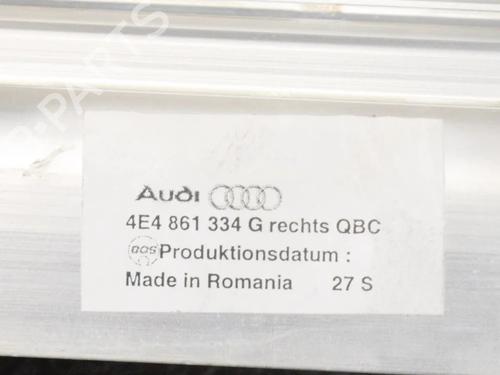 Audi
4E4 861 334 G rechts QBC
Produktionsdatum :
Made in Romania 27 S